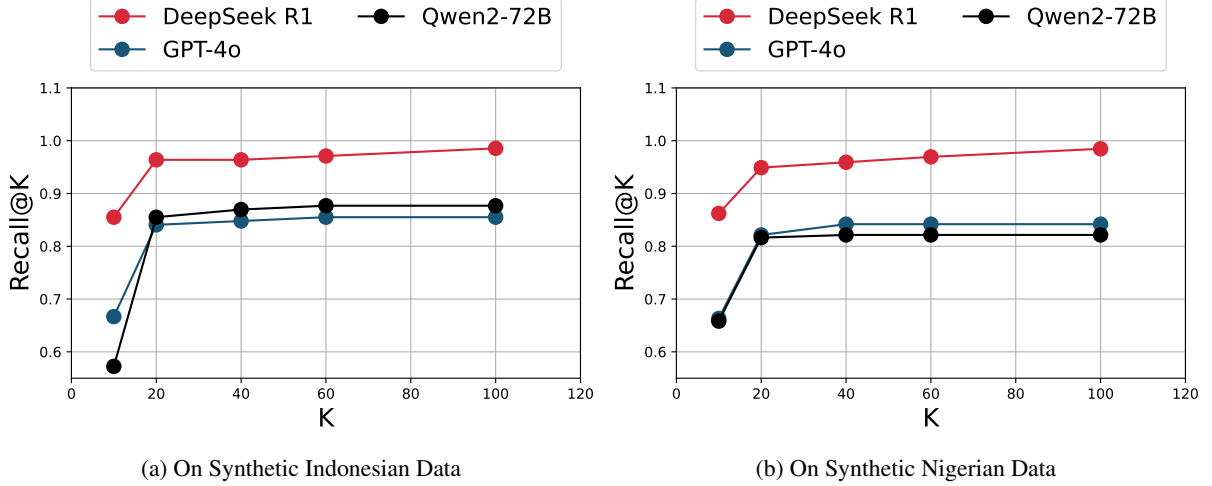 DeepSeek R1 Qwen2-72B
GPT-4o
1.1
1.0
0.9
0.8
0.7
0.6
Recall@K
0 20 40 60 80 100 120
K
(a) On Synthetic Indonesian Data
DeepSeek R1 Qwen2-72B
GPT-4o
1.1
1.0
0.9
0.8
0.7
0.6
Recall@K
0 20 40 60 80 100 120
K
(b) On Synthetic Nigerian Data